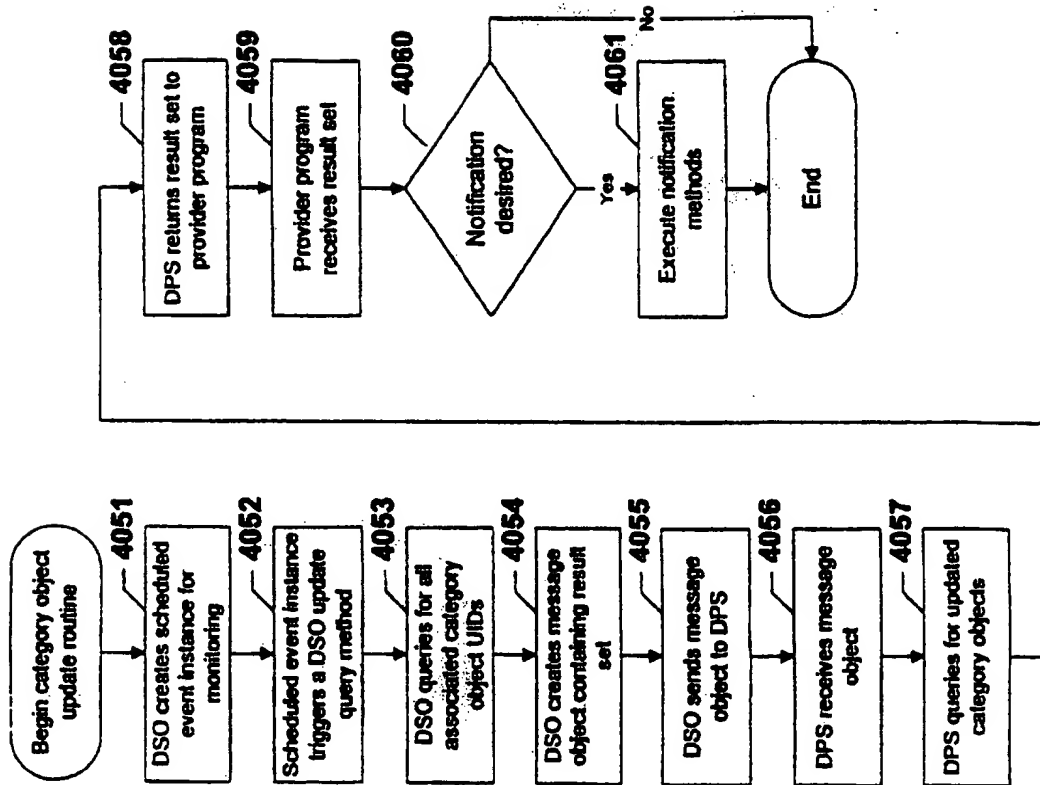 Begin category object
update routine
4051
DSO creates scheduled
event instance for
monitoring
4052
Scheduled event instance
triggers a DSO update
query method
4053
DSO queries for all
associated category
object UIDs
4054
DSO creates message
object containing result
set
4055
DSO sends message
object to DPS
4056
DPS receives message
object
4057
DPS queries for updated
category objects
4058
DPS returns result set to
provider program
4059
Provider program
receives result set
4060
Notification
desired?
No
Yes
4061
Execute notification
methods
End